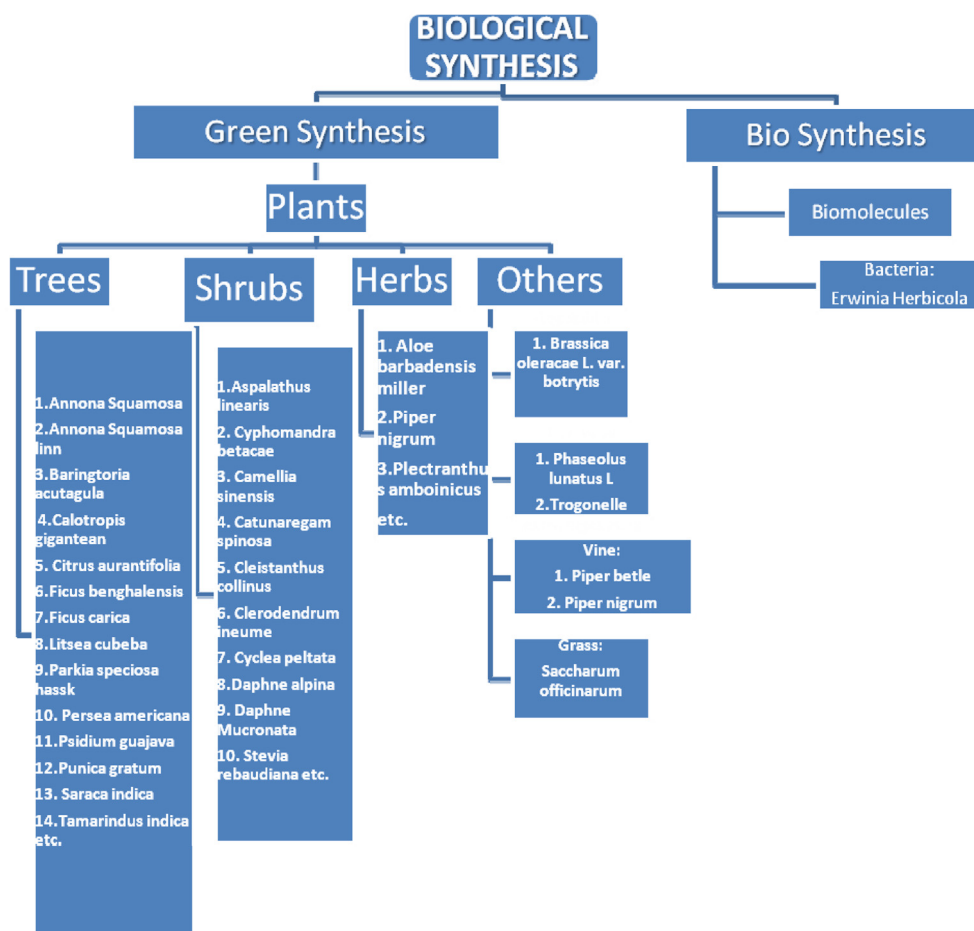 BIOLOGICAL
SYNTHESIS
Green Synthesis
Bio Synthesis
Plants
Biomolecules
Bacteria:
Erwinia Herbicola
Trees
Shrubs
Herbs
Others
1.Annona Squamosa
2.Annona Squamosa
linn
3.Baringtoria
acutagula
4.Calotropis
gigantean
5. Citrus aurantifolia
6.Ficus benghalensis
7.Ficus carica
8.Litsea cubeba
9.Parkia speciosa
hassk
10. Persea americana
11.Psidium guajava
12.Punica gratum
13. Saraca indica
14.Tamarindus indica
etc.
1.Aspalathus
linearis
2. Cyphomandra
betacae
3. Camellia
sinensis
4. Catunaregam
spinosa
5. Cleistanthus
collinus
6. Clerodendrum
ineume
7. Cyclea peltata
8.Daphne alpina
9. Daphne
Mucronata
10. Stevia
rebaudiana etc.
1. Aloe
barbadensis
miller
2.Piper
nigrum
3.Plectranthu
s amboinicus
etc.
1. Brassica
oleracae L. var.
botrytis
1. Phaseolus
lunatus L
2.Trogonelle
Vine:
1. Piper betle
2. Piper nigrum
Grass:
Saccharum
officinarum